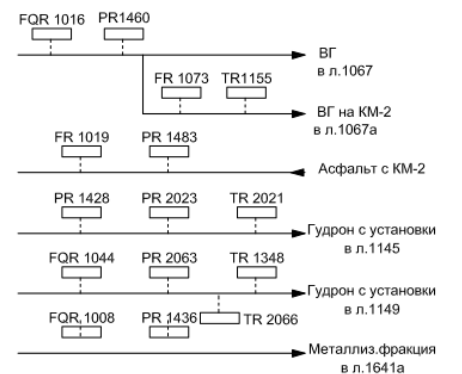 FQR 1016 PR1460
ВГ
в л.1067
FR 1073 TR1155
ВГ на КМ-2
в л.1067а
FR 1019 PR 1483
Асфальт с КМ-2
PR 1428 PR 2023 TR 2021
Гудрон с установки
в л.1145
FQR 1044 PR 2063 TR 1348
Гудрон с установки
в л.1149
TR 2066
FQR 1008 PR 1436
Металлиз.фракция
в л.1641а